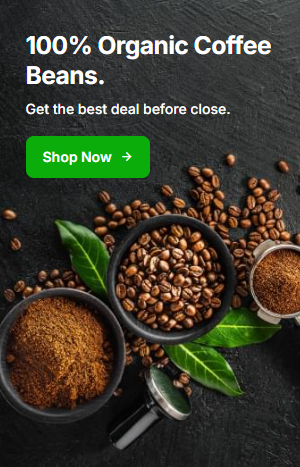 100% Organic Coffee
Beans.
Get the best deal before close.
Shop Now →